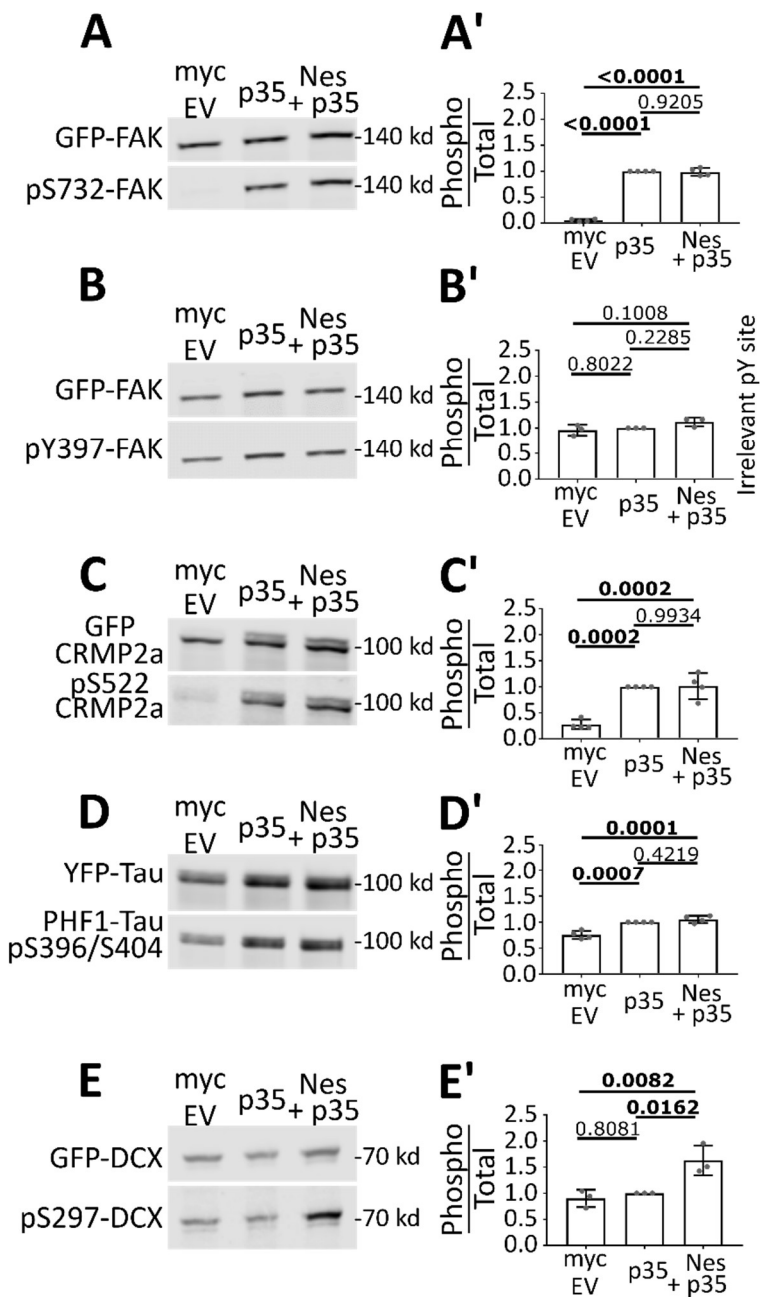 A
myc
EV
p35
+
Nes
p35
GFP-FAK
-140 kd
pS732-FAK
-140 kd
A'
<0.0001
0.9205
<0.0001
Phospho
Total
2.5
2.0
1.5
1.0
0.5
0.0
myc
EV
p35
Nes
+ p35
B
myc
EV
p35
+
Nes
p35
GFP-FAK
-140 kd
pY397-FAK
-140 kd
B'
0.1008
0.2285
0.8022
Phospho
Total
2.5
2.0
1.5
1.0
0.5
0.0
myc
EV
p35
Nes
+ p35
Irrelevant pY site
C
myc
EV
p35
+
Nes
p35
GFP
CRMP2a
-100 kd
pS522
CRMP2a
-100 kd
C'
0.0002
0.9934
0.0002
Phospho
Total
2.5
2.0
1.5
1.0
0.5
0.0
myc
EV
p35
Nes
+ p35
D
myc
EV
p35
+
Nes
p35
YFP-Tau
-100 kd
PHF1-Tau
pS396/S404
-100 kd
D'
0.0001
0.4219
0.0007
Phospho
Total
2.5
2.0
1.5
1.0
0.5
0.0
myc
EV
p35
Nes
+ p35
E
myc
EV
p35
+
Nes
p35
GFP-DCX
-70 kd
pS297-DCX
-70 kd
E'
0.0082
0.0162
0.8081
Phospho
Total
2.5
2.0
1.5
1.0
0.5
0.0
myc
EV
p35
+
Nes
p35